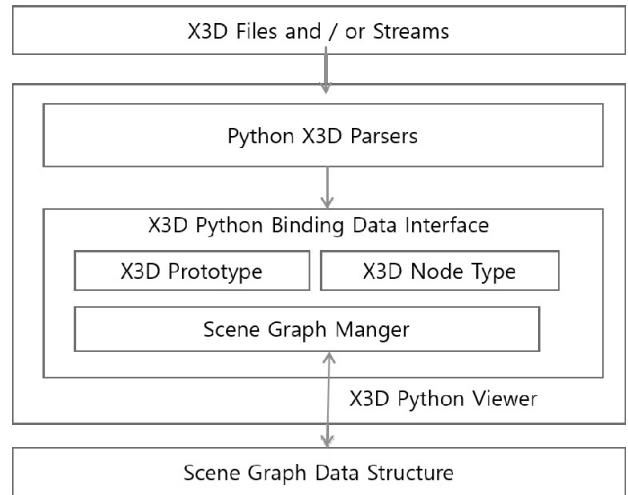 X3D Files and / or Streams
Python X3D Parsers
X3D Python Binding Data Interface
X3D Prototype
X3D Node Type
Scene Graph Manger
X3D Python Viewer
Scene Graph Data Structure